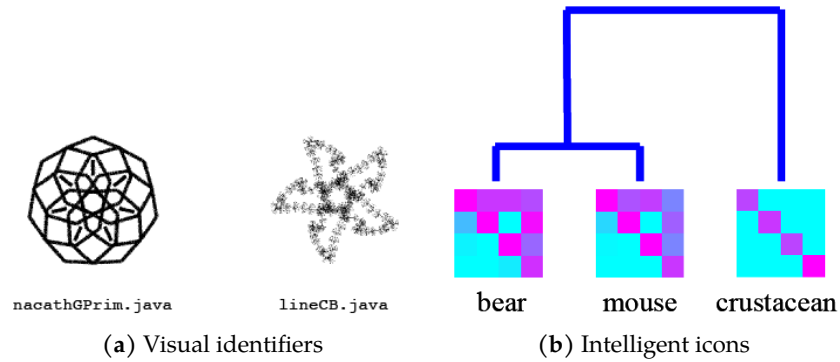 nacathGPrim.java
lineCB.java
(a) Visual identifiers
bear
mouse
crustacean
(b) Intelligent icons